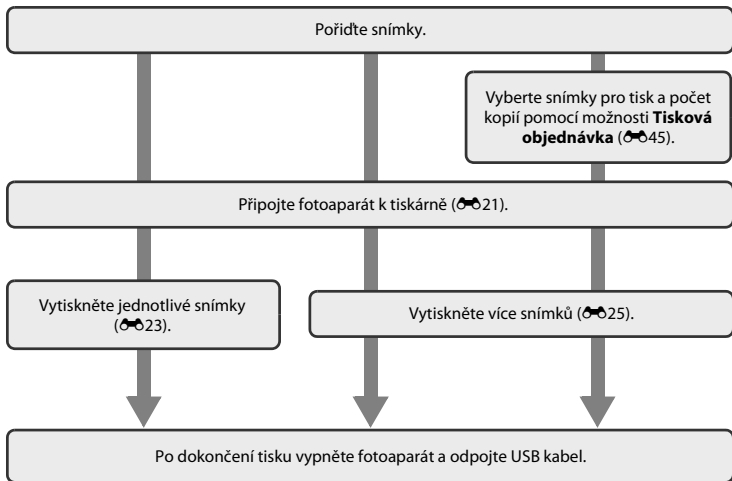 Pořiďte snímky.
Vyberte snímky pro tisk a počet
kopií pomocí možnosti Tisková
objednávka (45).
Připojte fotoaparát k tiskárně (21).
Vytiskněte jednotlivé snímky
(23).
Vytiskněte více snímků (25).
Po dokončení tisku vypněte fotoaparát a odpojte USB kabel.